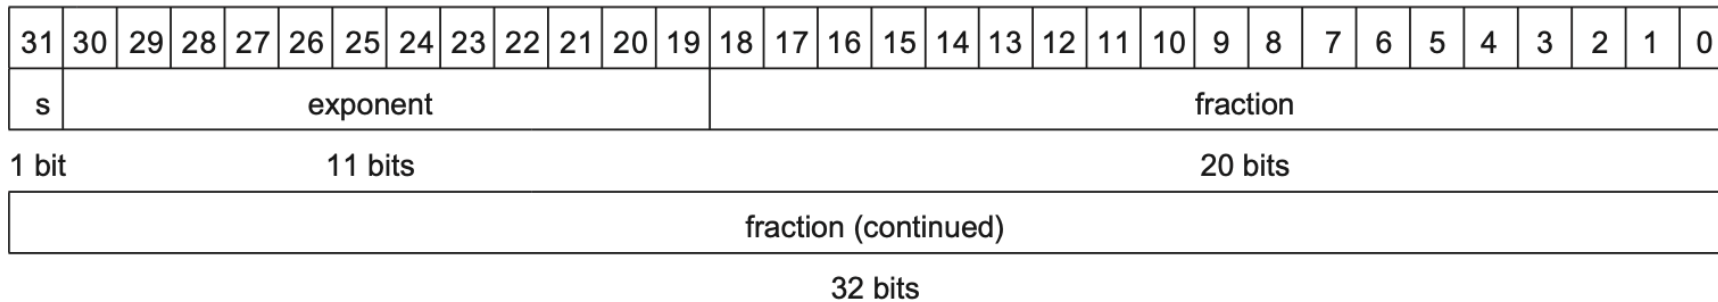 31 30 29 28 27 26 25 24 23 22 21 20 19 18 17 16 15 14 13 12 11 10 9 8 7 6 5 4 3 2 1 0
s exponent fraction
1 bit 11 bits 20 bits
fraction (continued)
32 bits